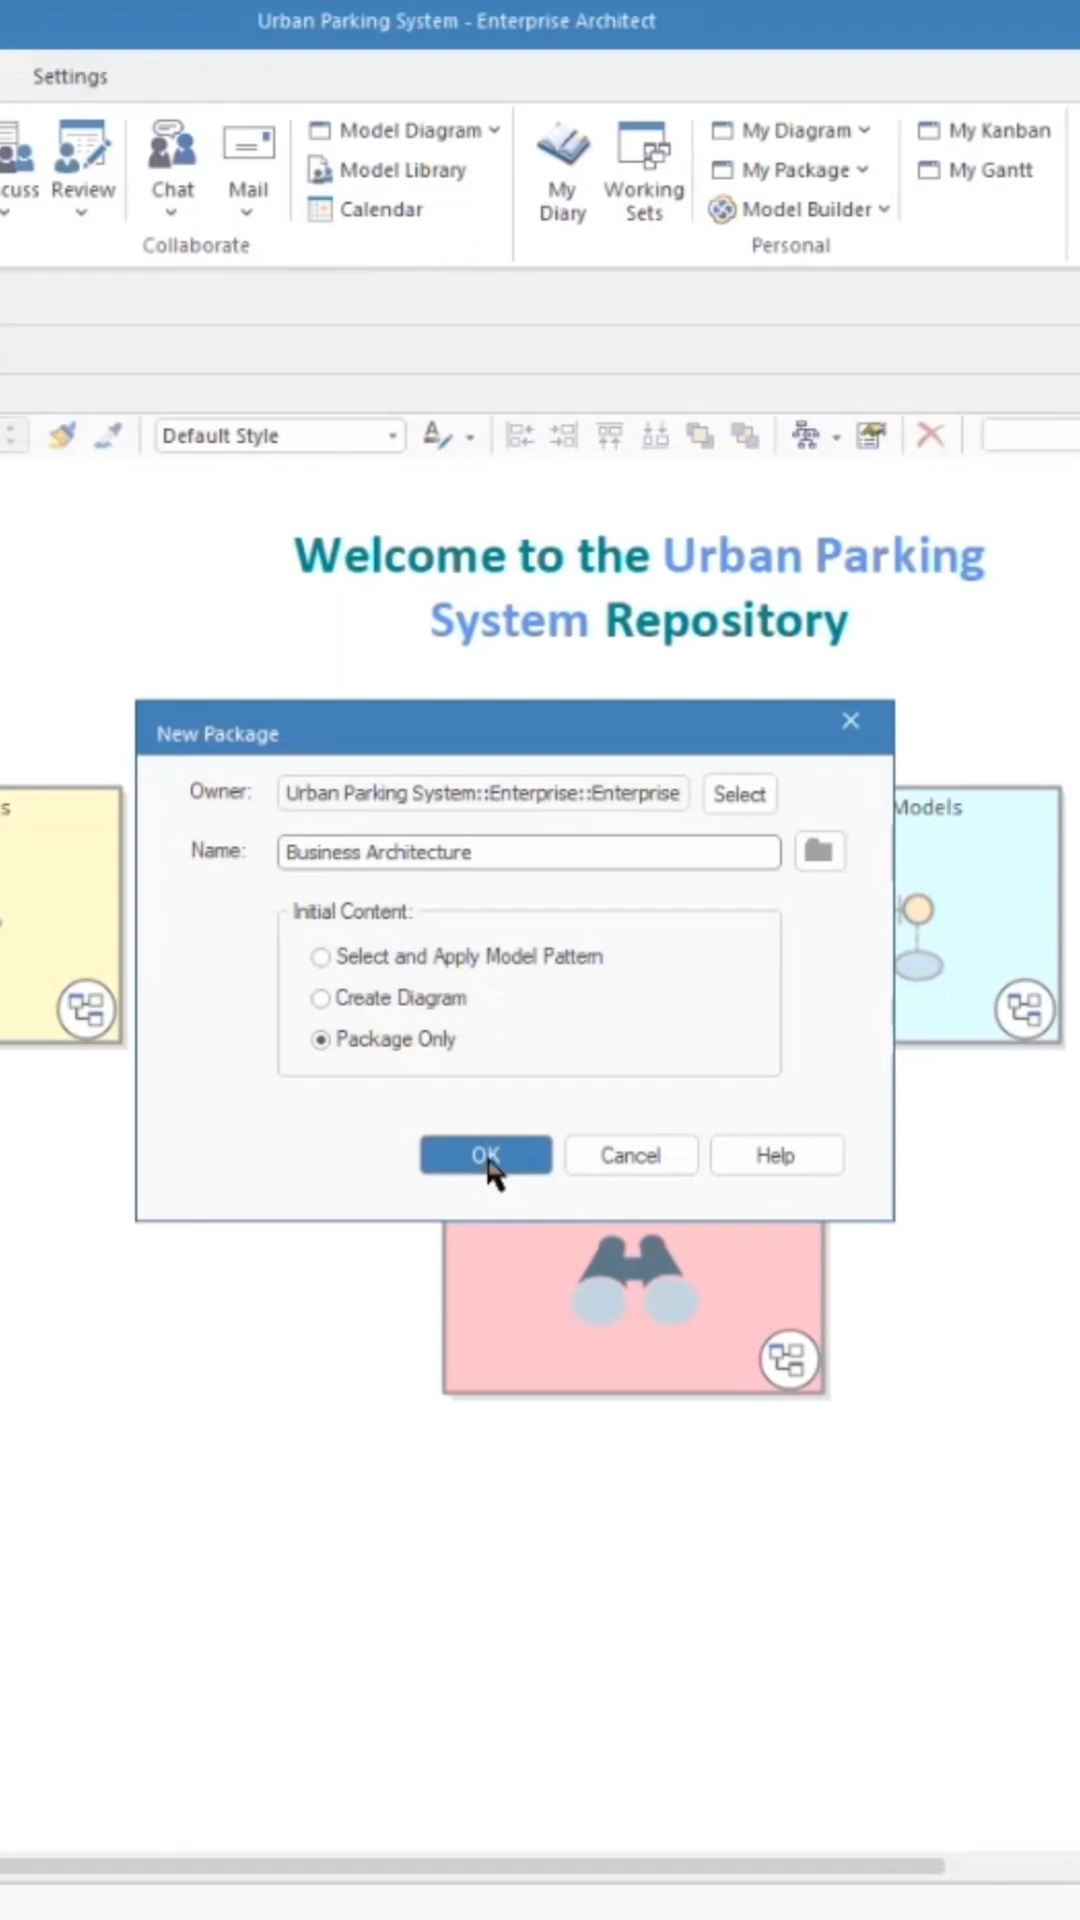 Urban Parking System - Enterprise Architect
Settings
cuss
Review
Chat
Mail
Model Diagram
Model Library
Calendar
Collaborate
My
Diary
Working
Sets
My Diagram
My Package
Model Builder
Personal
My Kanban
My Gantt
Default Style
Welcome to the Urban Parking
System Repository
New Package
Owner: Urban Parking System::Enterprise::Enterprise Select
Name: Business Architecture
Initial Content:
Select and Apply Model Pattern
Create Diagram
Package Only
OK Cancel Help
s
Models